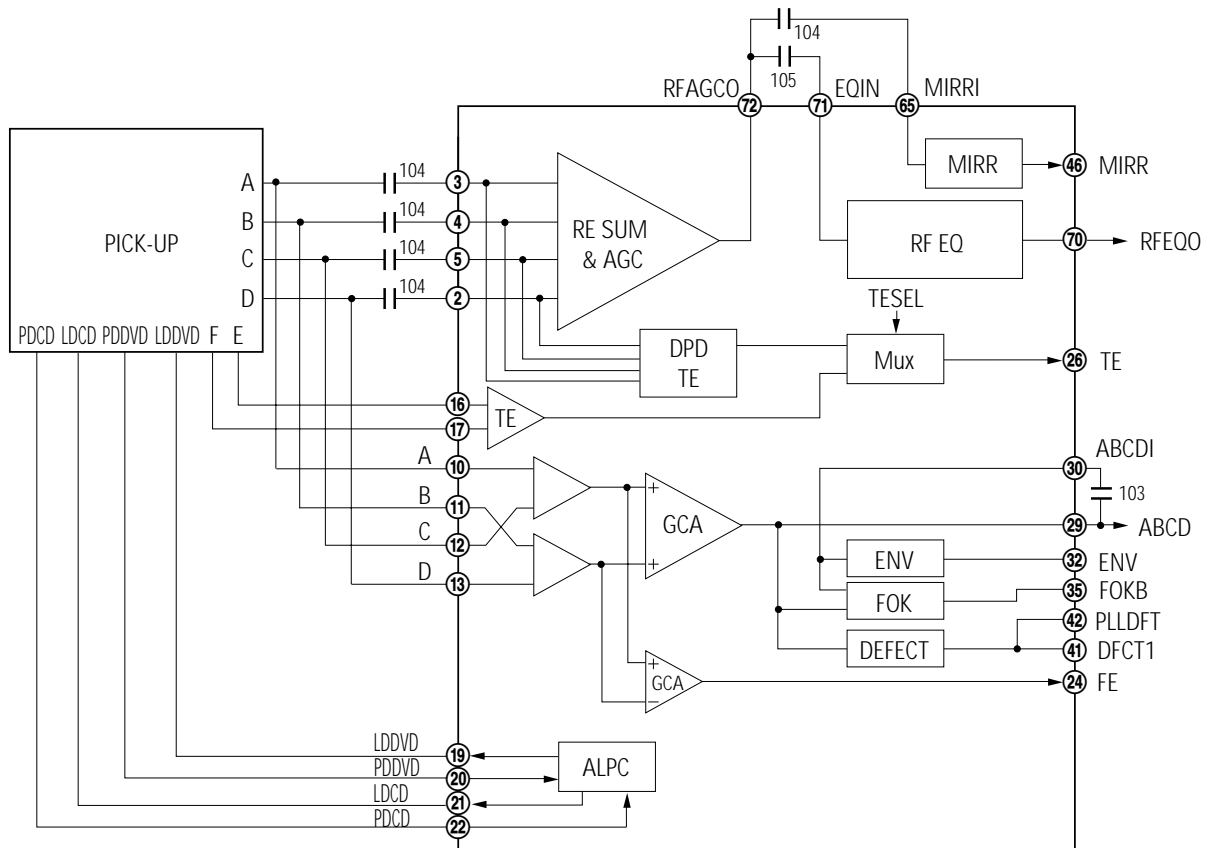 104
105
RFAGCO
EQIN
MIRRI
72
71
65
MIRR
46
MIRR
PICK-UP
A
B
C
D
104
104
104
104
3
4
5
2
RE SUM
& AGC
RF EQ
70
RFEQO
TESEL
PDCD
LDCD
PDDVD
LDDVD
F
E
DPD
TE
Mux
26
TE
16
17
TE
A
10
B
11
C
12
D
13
+
+
GCA
ABCDI
30
103
29
ABCD
ENV
32
ENV
FOK
35
FOKB
42
PLLDFT
DEFECT
41
DFCT1
+
−
GCA
24
FE
LDDVD
19
PDDVD
20
LDCD
21
PDCD
22
ALPC